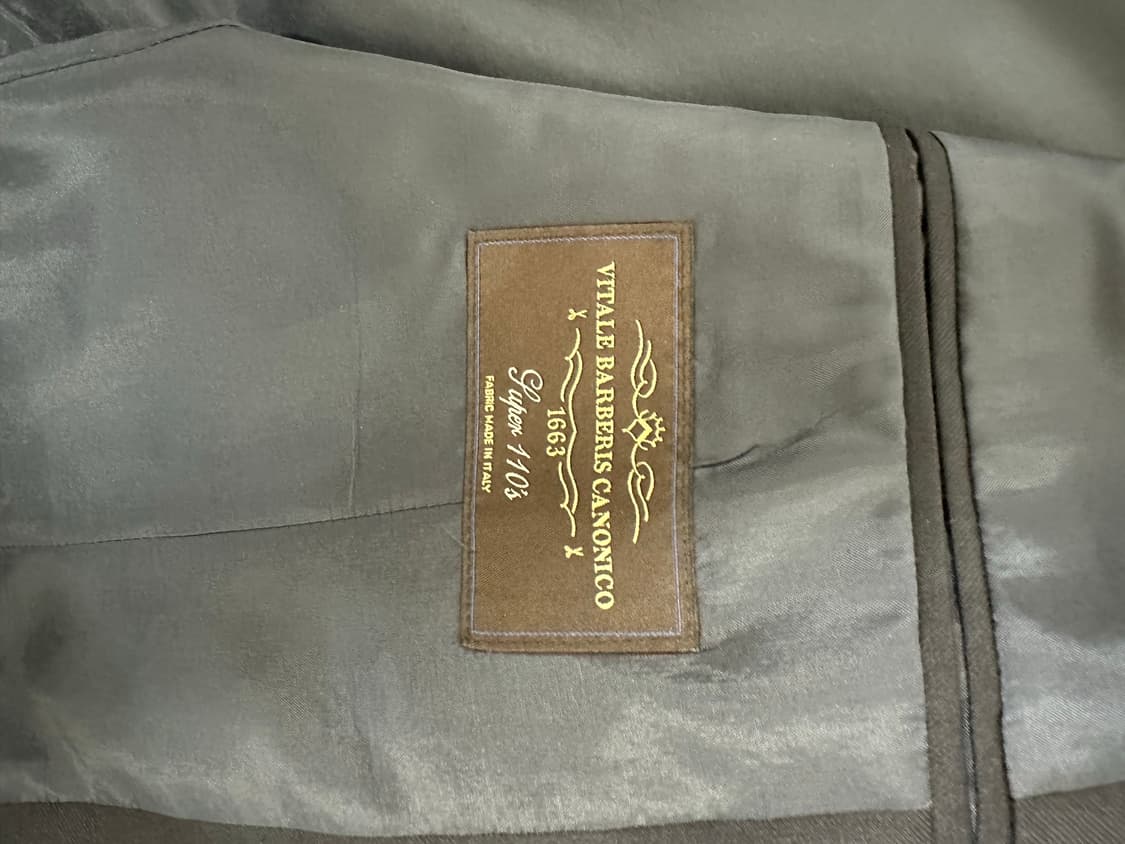 VITALE BARBERIS CANONICO
1663
Super 110's
FABRIC MADE IN ITALY